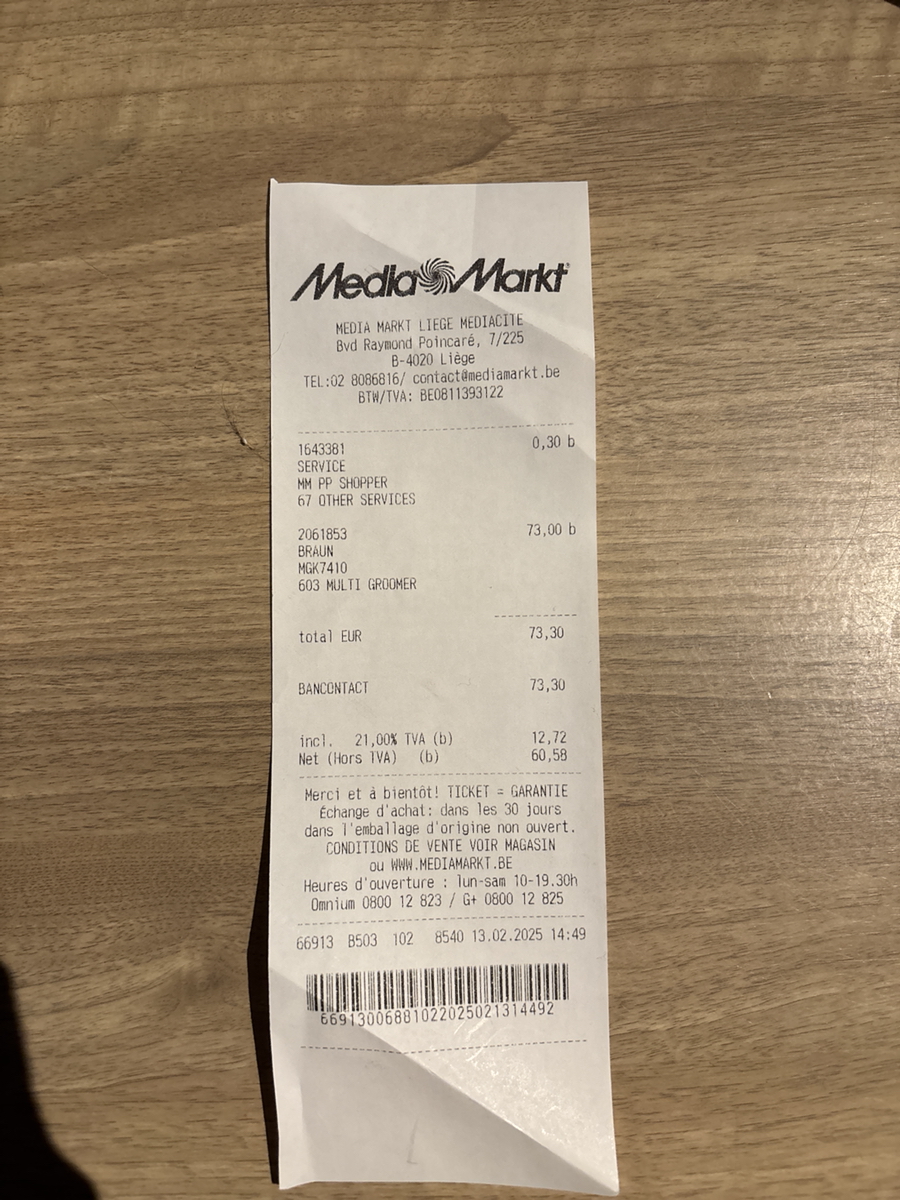 Media Markt
MEDIA MARKT LIEGE MEDIACITE
Bvd Raymond Poincaré, 7/225
B-4020 Liège
TEL:02 8086816/ contact@mediamarkt.be
BTW/TVA: BE0811393122
1643381 0,30 b
SERVICE
MM PP SHOPPER
67 OTHER SERVICES
2061853 73,00 b
BRAUN
MGK7410
603 MULTI GROOMER
total EUR 73,30
BANCONTACT 73,30
incl. 21,00% TVA (b) 12,72
Net (Hors TVA) (b) 60,58
Merci et à bientôt! TICKET = GARANTIE
Échange d'achat: dans les 30 jours
dans l'emballage d'origine non ouvert.
CONDITIONS DE VENTE VOIR MAGASIN
ou WWW.MEDIAMARKT.BE
Heures d'ouverture : lun-sam 10-19.30h
Omnium 0800 12 823 / G+ 0800 12 825
66913 B503 102 8540 13.02.2025 14:49
6691300688102202502131449​2